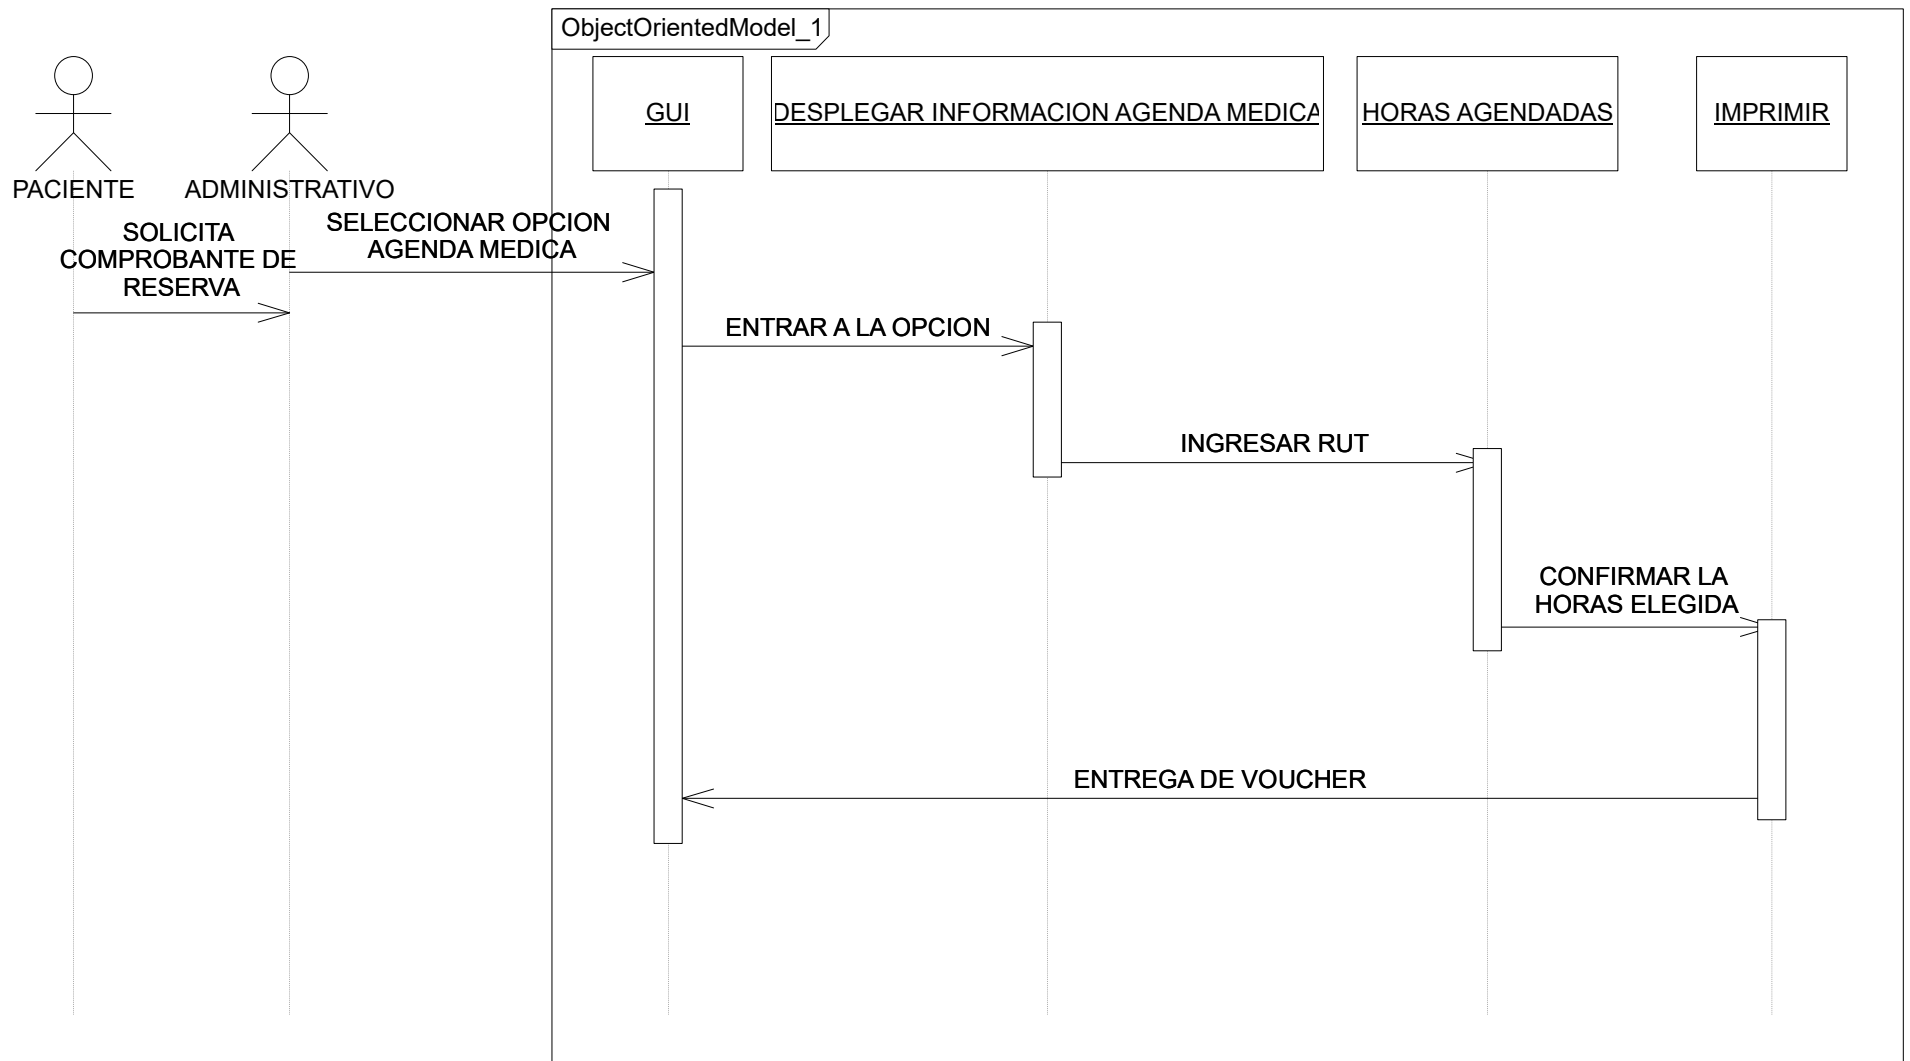 ObjectOrientedModel_1
GUI
DESPLEGAR INFORMACION AGENDA MEDICA
HORAS AGENDADAS
IMPRIMIR
PACIENTE
ADMINISTRATIVO
SELECCIONAR OPCION
AGENDA MEDICA
SOLICITA
COMPROBANTE DE
RESERVA
ENTRAR A LA OPCION
INGRESAR RUT
CONFIRMAR LA
HORAS ELEGIDA
ENTREGA DE VOUCHER